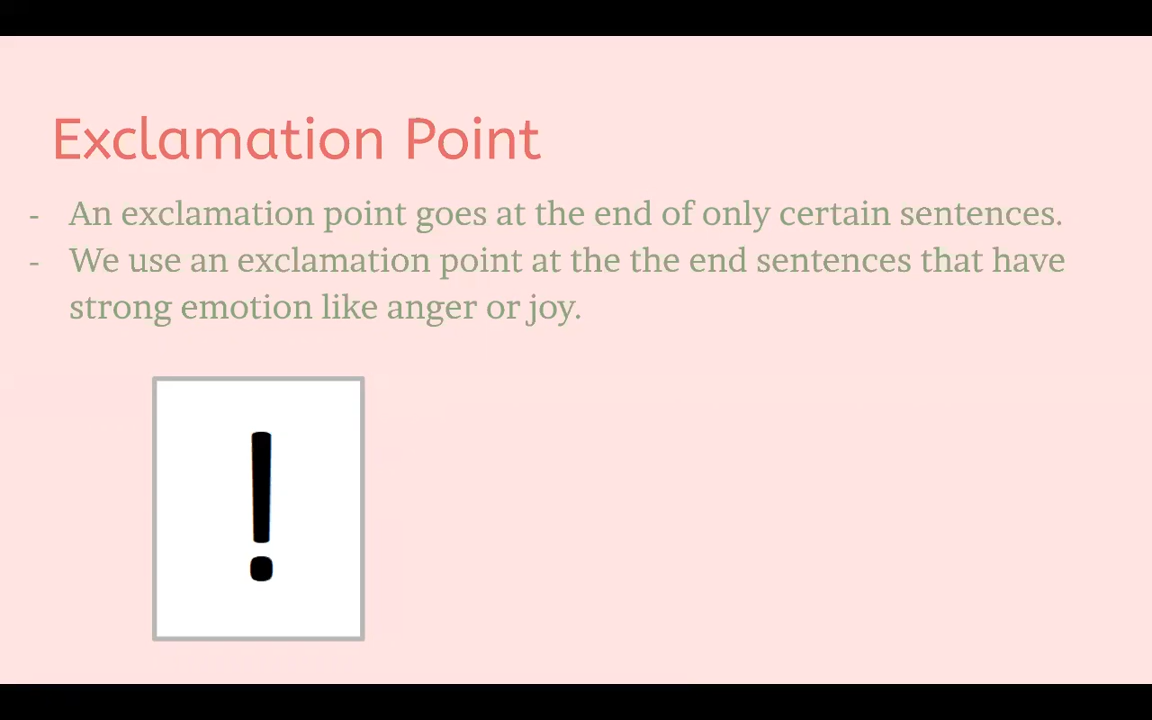 Exclamation Point
- An exclamation point goes at the end of only certain sentences.
- We use an exclamation point at the the end sentences that have
strong emotion like anger or joy.
!